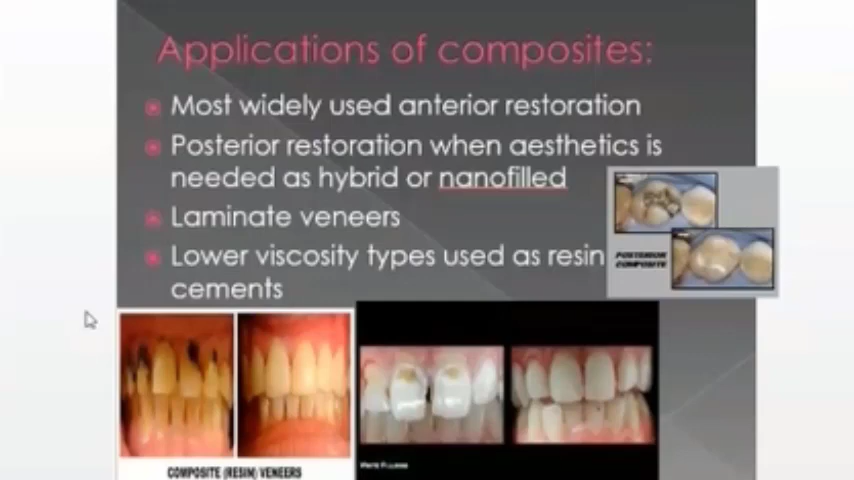 Applications of composites:
Most widely used anterior restoration
Posterior restoration when aesthetics is
needed as hybrid or nanofilled
Laminate veneers
Lower viscosity types used as resin
cements
POSTERIOR
COMPOSITE
COMPOSITE (RESIN) VENEERS